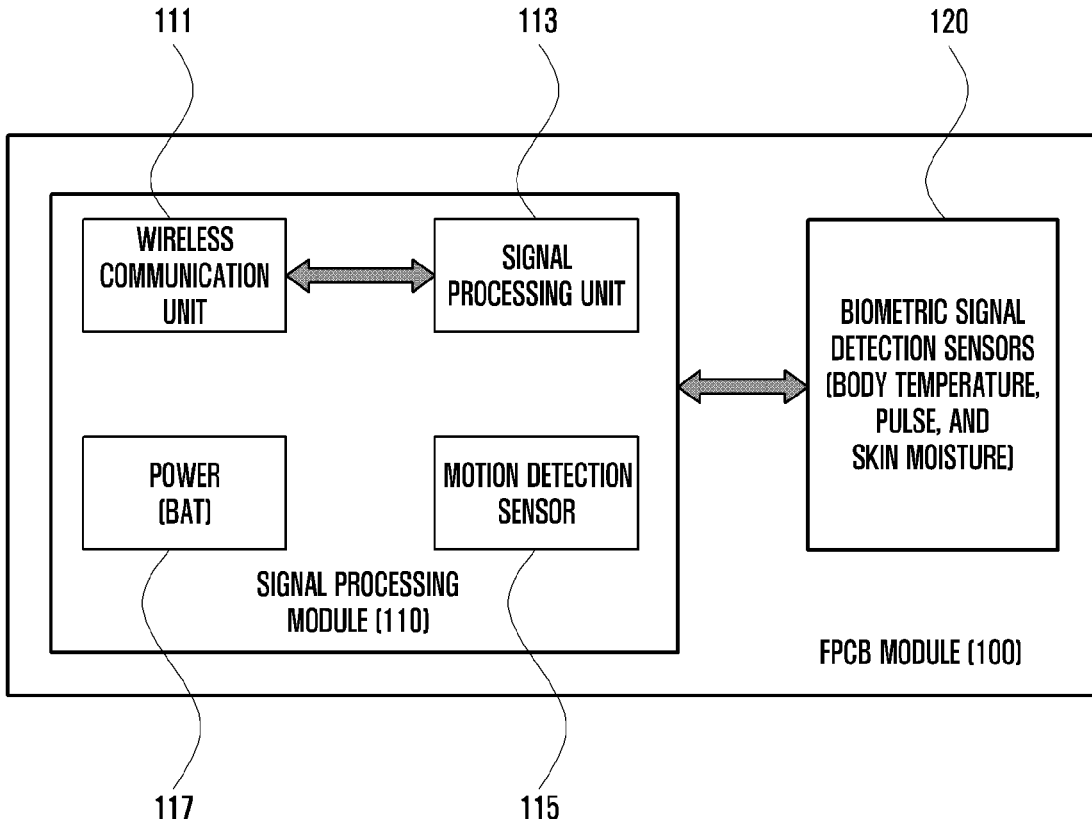 111
113
120
WIRELESS
COMMUNICATION
UNIT
SIGNAL
PROCESSING UNIT
BIOMETRIC SIGNAL
DETECTION SENSORS
(BODY TEMPERATURE,
PULSE, AND
SKIN MOISTURE)
POWER
(BAT)
MOTION DETECTION
SENSOR
SIGNAL PROCESSING
MODULE (110)
FPCB MODULE (100)
117
115